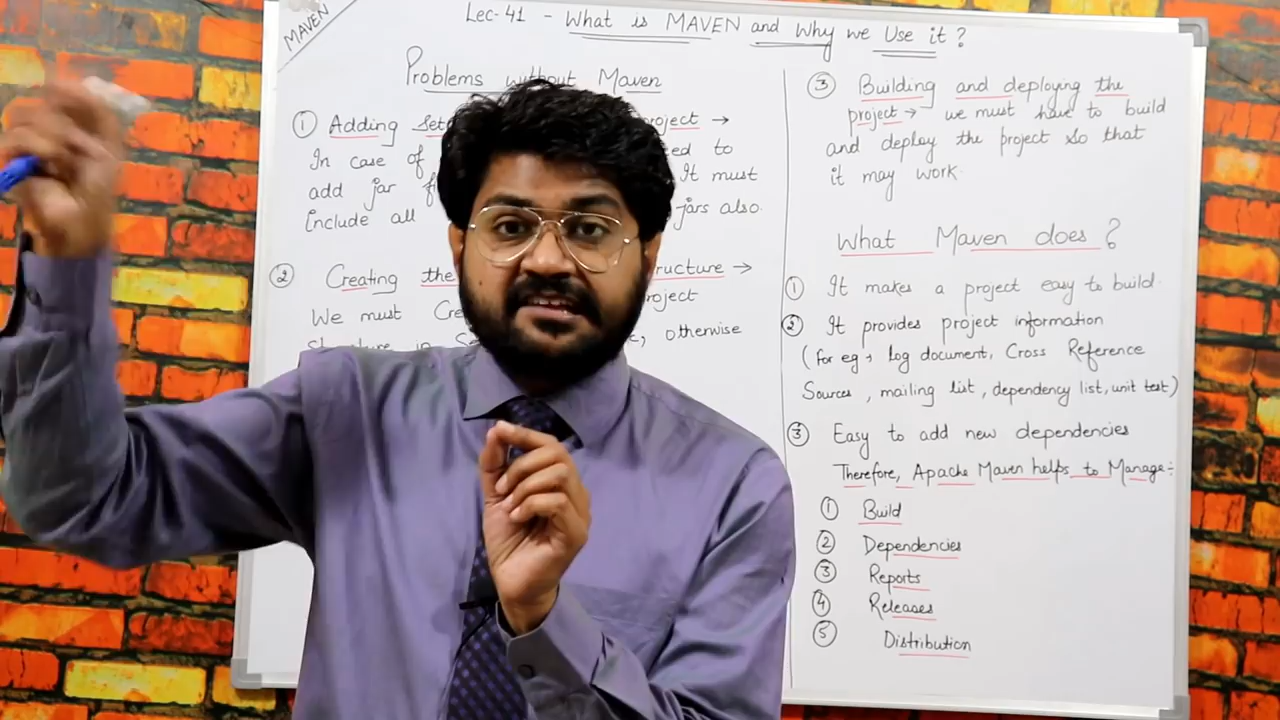 MAVEN
Lec-41 - What is MAVEN and Why we Use it?
Problems without Maven
① Adding set project →
In case of ed to
add jar It must
include all jars also.
② Creating the ructure →
We must Cre roject
otherwise
③ Building and deploying the
project → we must have to build
and deploy the project so that
it may work.
What Maven does?
① It makes a project easy to build.
② It provides project information
(for eg → log document, Cross Reference
Sources, mailing list, dependency list, unit test)
③ Easy to add new dependencies
Therefore, Apache Maven helps to Manage:-
① Build
② Dependencies
③ Reports
④ Releases
⑤ Distribution